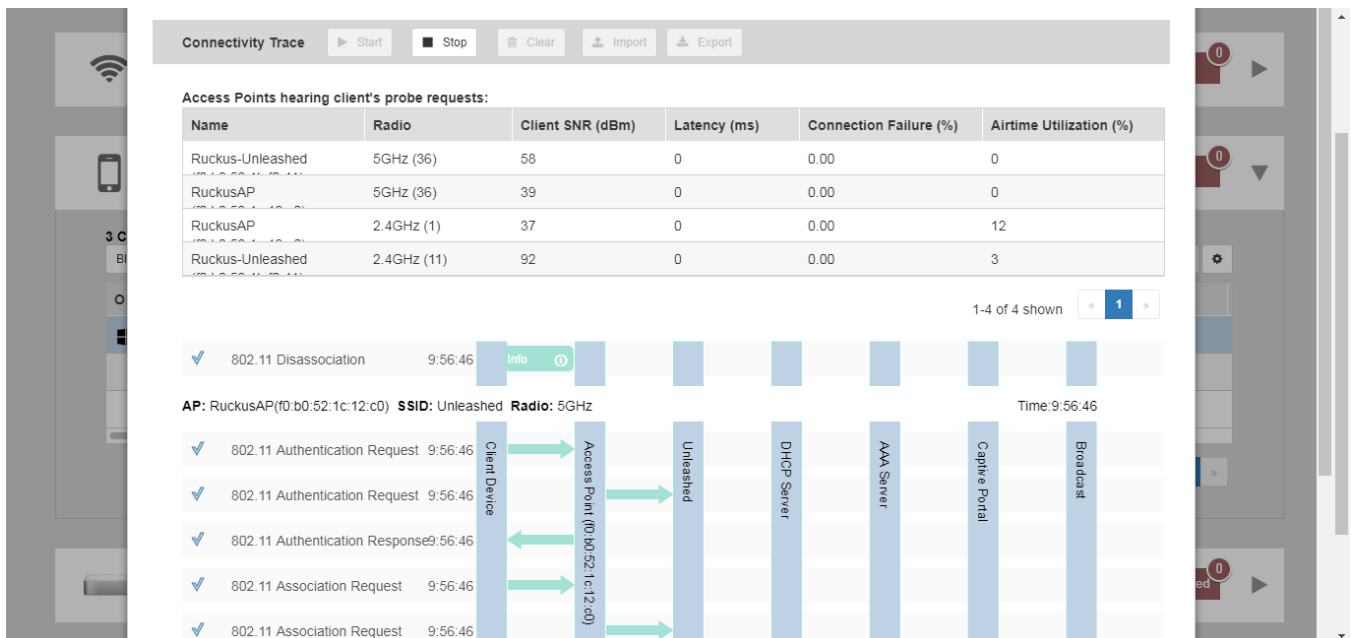 Connectivity Trace Start Stop Clear Import Export
0
Access Points hearing client's probe requests:
Name Radio Client SNR (dBm) Latency (ms) Connection Failure (%) Airtime Utilization (%)
Ruckus-Unleashed 5GHz (36) 58 0 0.00 0
0
RuckusAP 5GHz (36) 39 0 0.00 0
RuckusAP 2.4GHz (1) 37 0 0.00 12
3 C
Ruckus-Unleashed 2.4GHz (11) 92 0 0.00 3
Bl
O
1-4 of 4 shown « 1 »
802.11 Disassociation 9:56:46 Info
AP: RuckusAP(f0:b0:52:1c:12:c0) SSID: Unleashed Radio: 5GHz Time:9:56:46
Client Device
Access Point (f0:b0:52:1c:12:c0)
Unleashed
DHCP Server
AAA Server
Captive Portal
Broadcast
802.11 Authentication Request 9:56:46
»
802.11 Authentication Request 9:56:46
802.11 Authentication Response9:56:46
802.11 Association Request 9:56:46
0
ed
802.11 Association Request 9:56:46